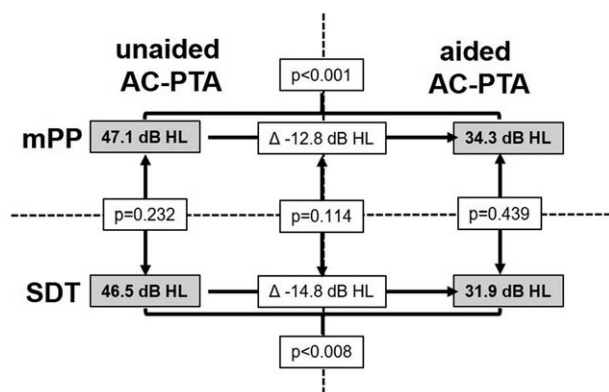 unaided aided
AC-PTA p<0.001 AC-PTA
mPP 47.1 dB HL Δ -12.8 dB HL 34.3 dB HL
p=0.232 p=0.114 p=0.439
SDT 46.5 dB HL Δ -14.8 dB HL 31.9 dB HL
p<0.008